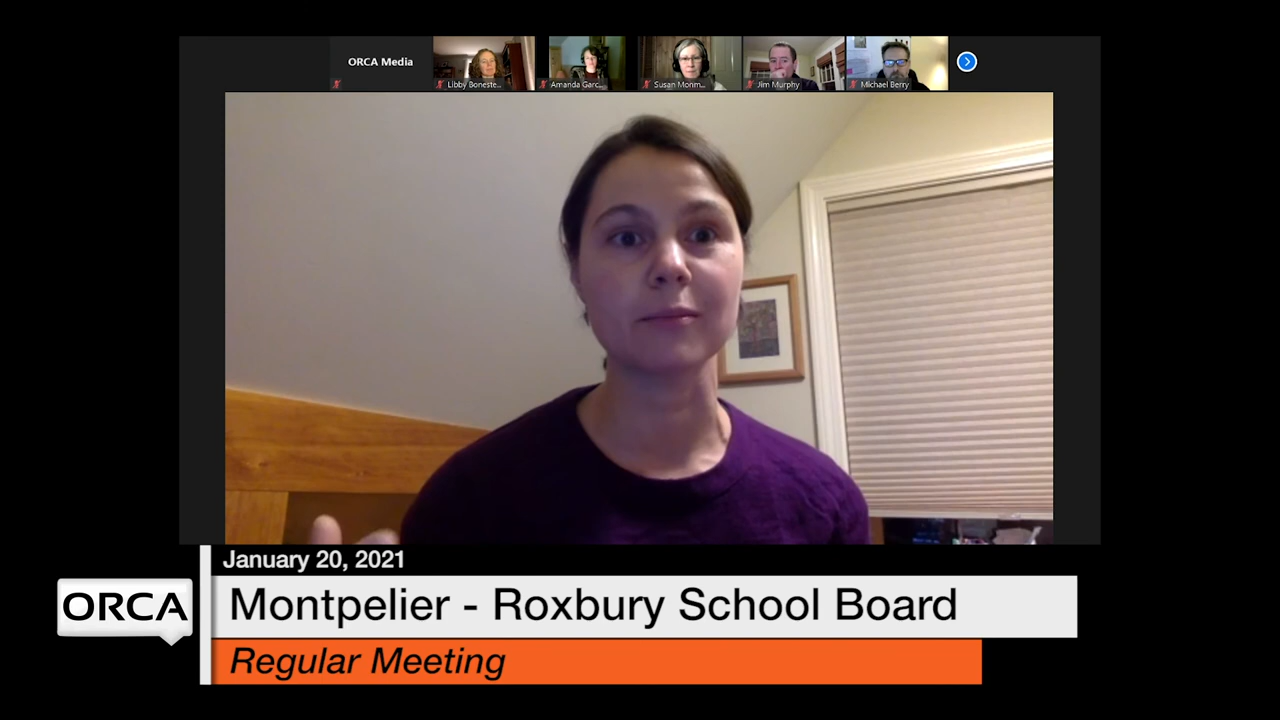 ORCA Media
Libby Boneste...
Amanda Garc...
Susan Monm...
Jim Murphy
Michael Berry
January 20, 2021
ORCA
Montpelier - Roxbury School Board
Regular Meeting